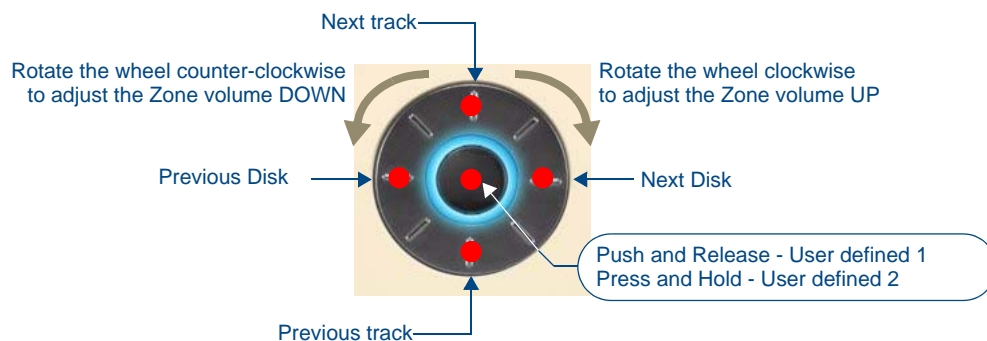 Next track
Rotate the wheel counter-clockwise
to adjust the Zone volume DOWN
Rotate the wheel clockwise
to adjust the Zone volume UP
Previous Disk
Next Disk
Push and Release - User defined 1
Press and Hold - User defined 2
Previous track